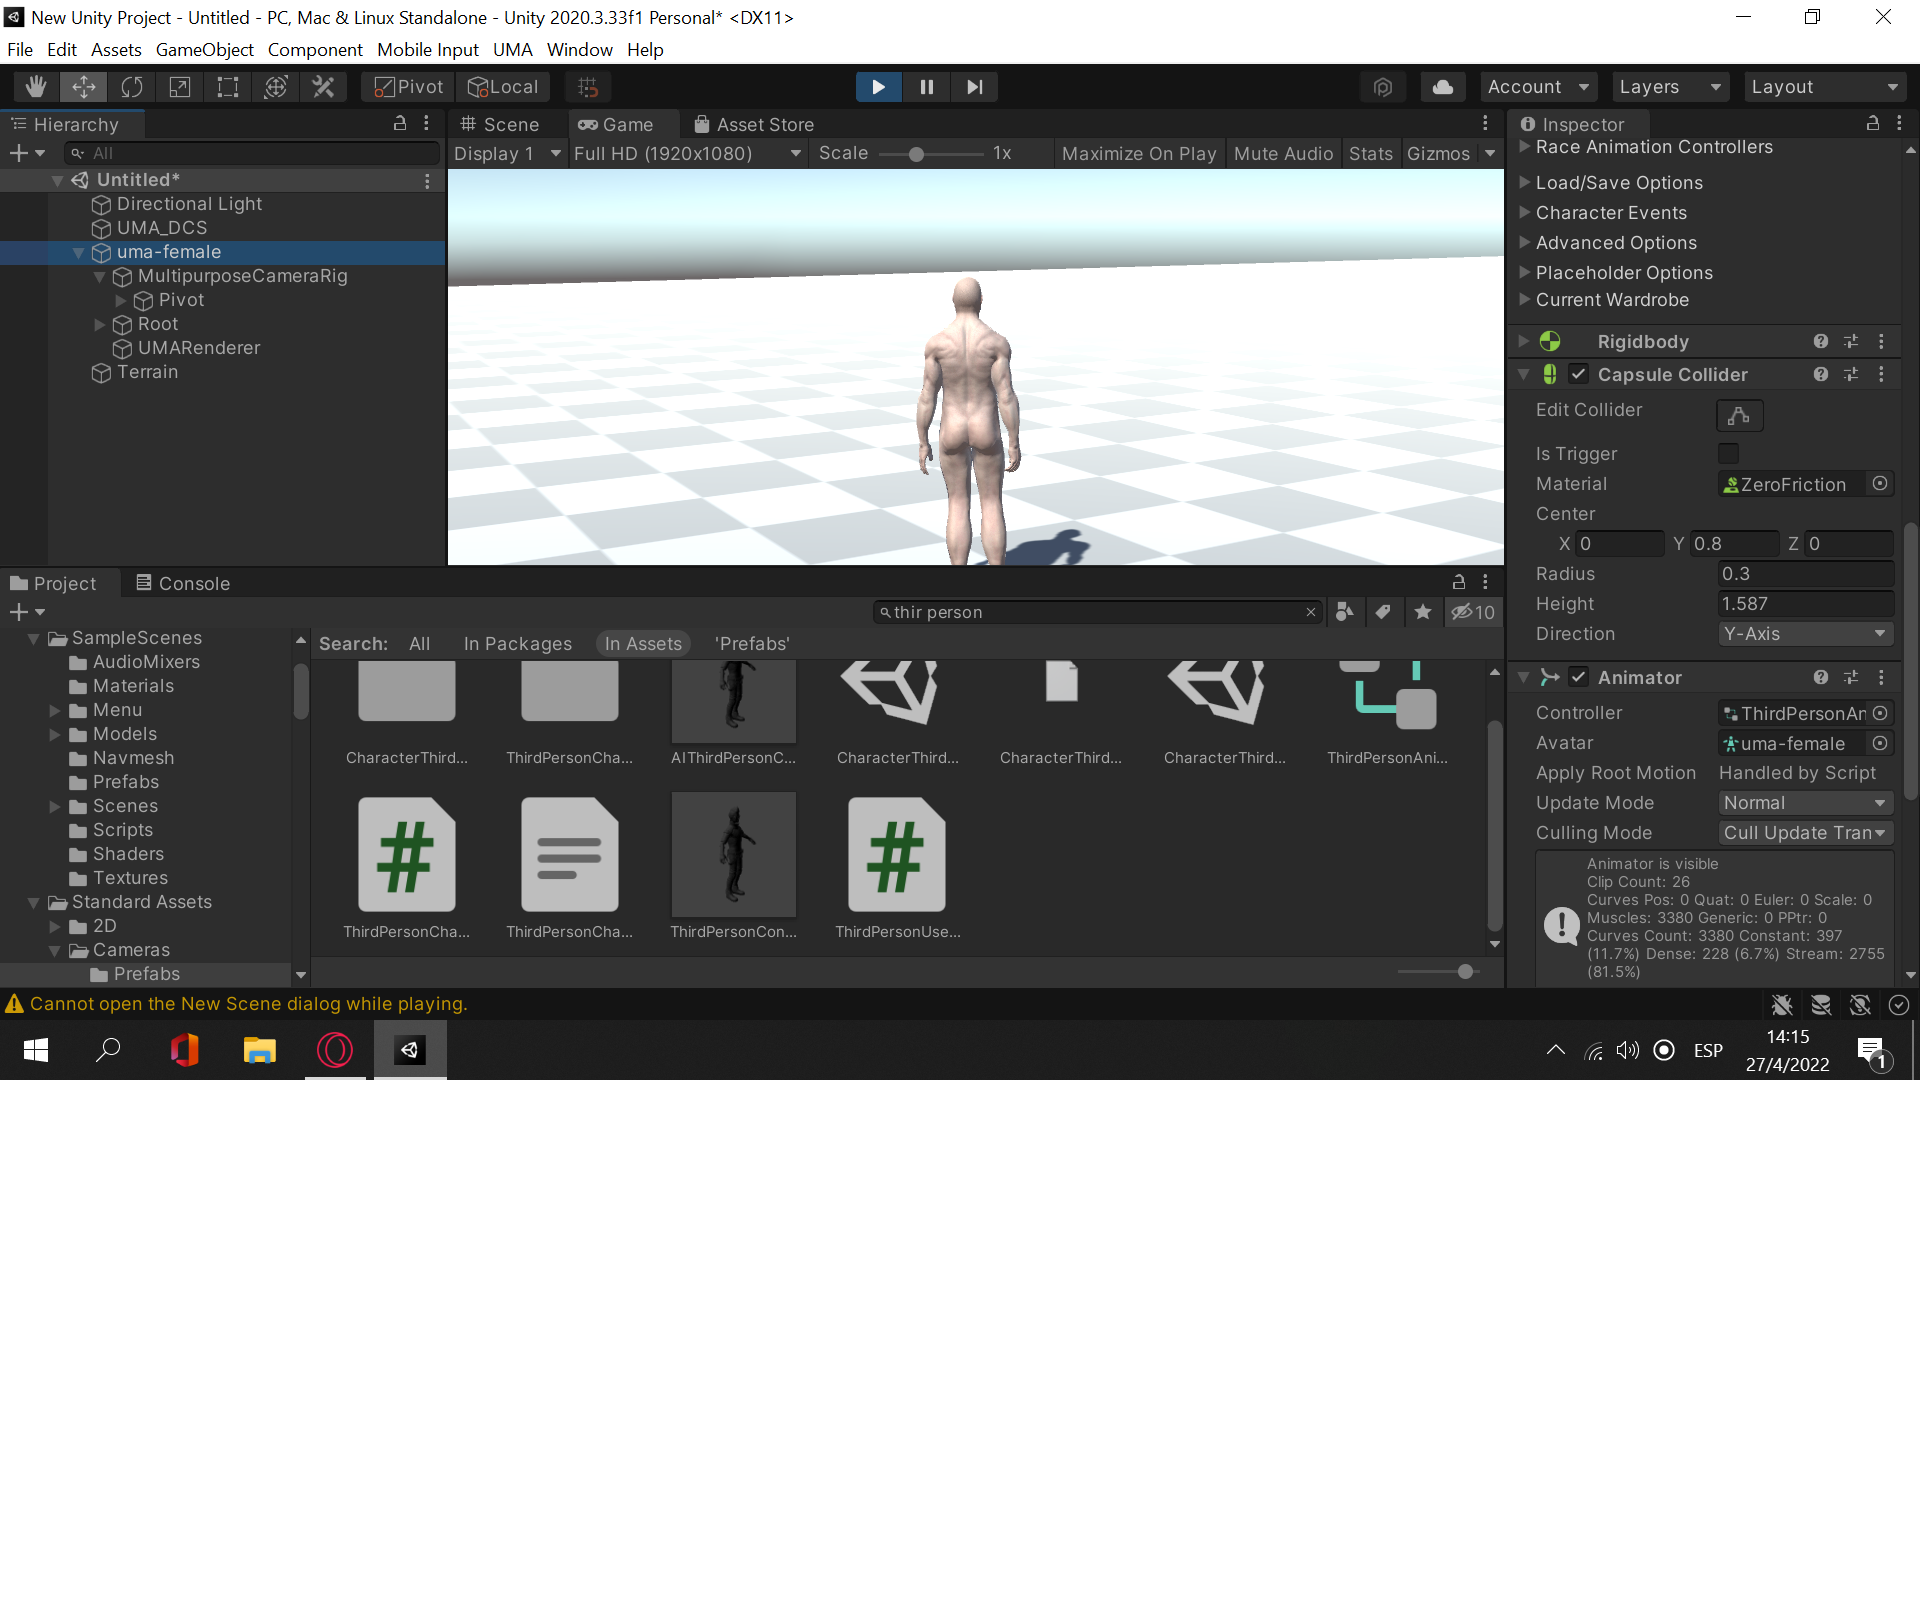 New Unity Project - Untitled - PC, Mac & Linux Standalone - Unity 2020.3.33f1 Personal* <DX11>
File Edit Assets GameObject Component Mobile Input UMA Window Help
Pivot Local Account Layers Layout
Hierarchy
All
Untitled*
Directional Light
UMA_DCS
uma-female
MultipurposeCameraRig
Pivot
Root
UMARenderer
Terrain
Scene Game Asset Store
Display 1 Full HD (1920x1080) Scale 1x Maximize On Play Mute Audio Stats Gizmos
Inspector
Race Animation Controllers
Load/Save Options
Character Events
Advanced Options
Placeholder Options
Current Wardrobe
Rigidbody
Capsule Collider
Edit Collider
Is Trigger
Material ZeroFriction
Center
X 0 Y 0.8 Z 0
Radius 0.3
Height 1.587
Direction Y-Axis
Animator
Controller ThirdPersonAn
Avatar uma-female
Apply Root Motion Handled by Script
Update Mode Normal
Culling Mode Cull Update Tran
Animator is visible
Clip Count: 26
Curves Pos: 0 Quat: 0 Euler: 0 Scale: 0
Muscles: 3380 Generic: 0 PPtr: 0
Curves Count: 3380 Constant: 397
(11.7%) Dense: 228 (6.7%) Stream: 2755
(81.5%)
Project Console
thir person 10
SampleScenes
AudioMixers
Materials
Menu
Models
Navmesh
Prefabs
Scenes
Scripts
Shaders
Textures
Standard Assets
2D
Cameras
Prefabs
Search: All In Packages In Assets 'Prefabs'
CharacterThird... ThirdPersonCha... AIThirdPersonC... CharacterThird... CharacterThird... CharacterThird... ThirdPersonAni...
ThirdPersonCha... ThirdPersonCha... ThirdPersonCon... ThirdPersonUse...
Cannot open the New Scene dialog while playing.
ESP
14:15
27/4/2022
1